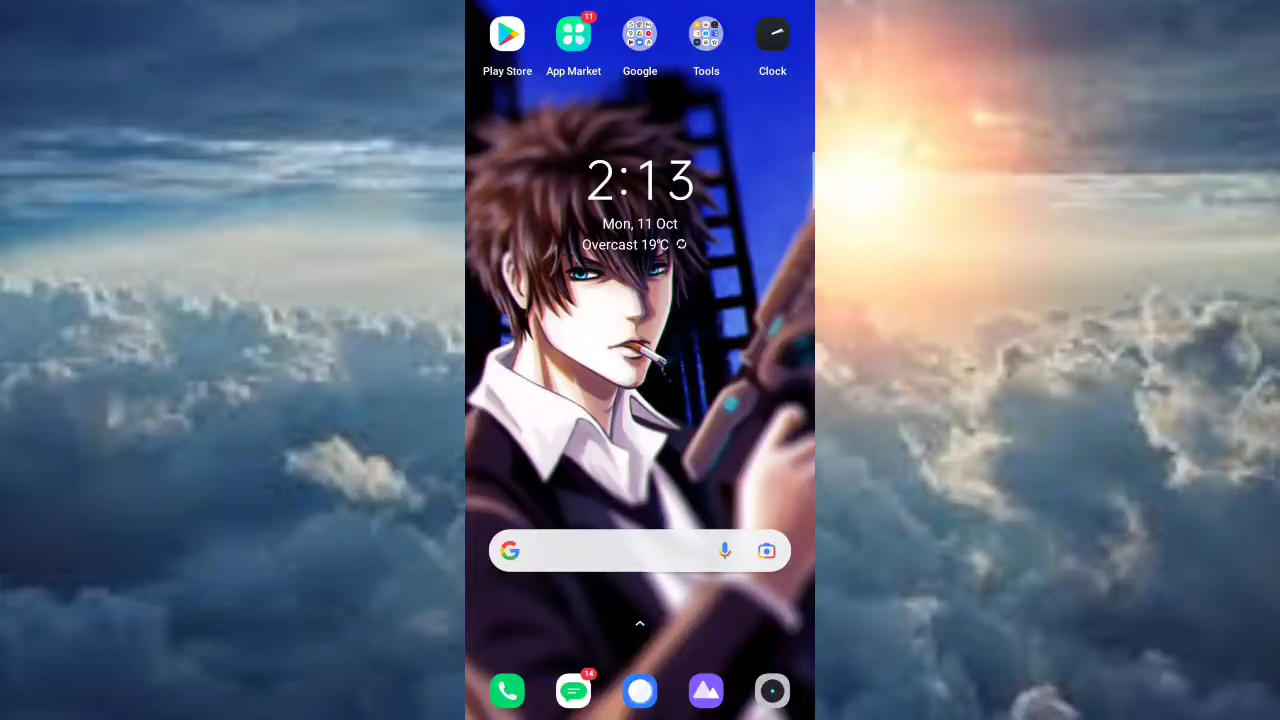 11
Play Store
App Market
Google
Tools
Clock
2:13
Mon, 11 Oct
Overcast 19℃
14